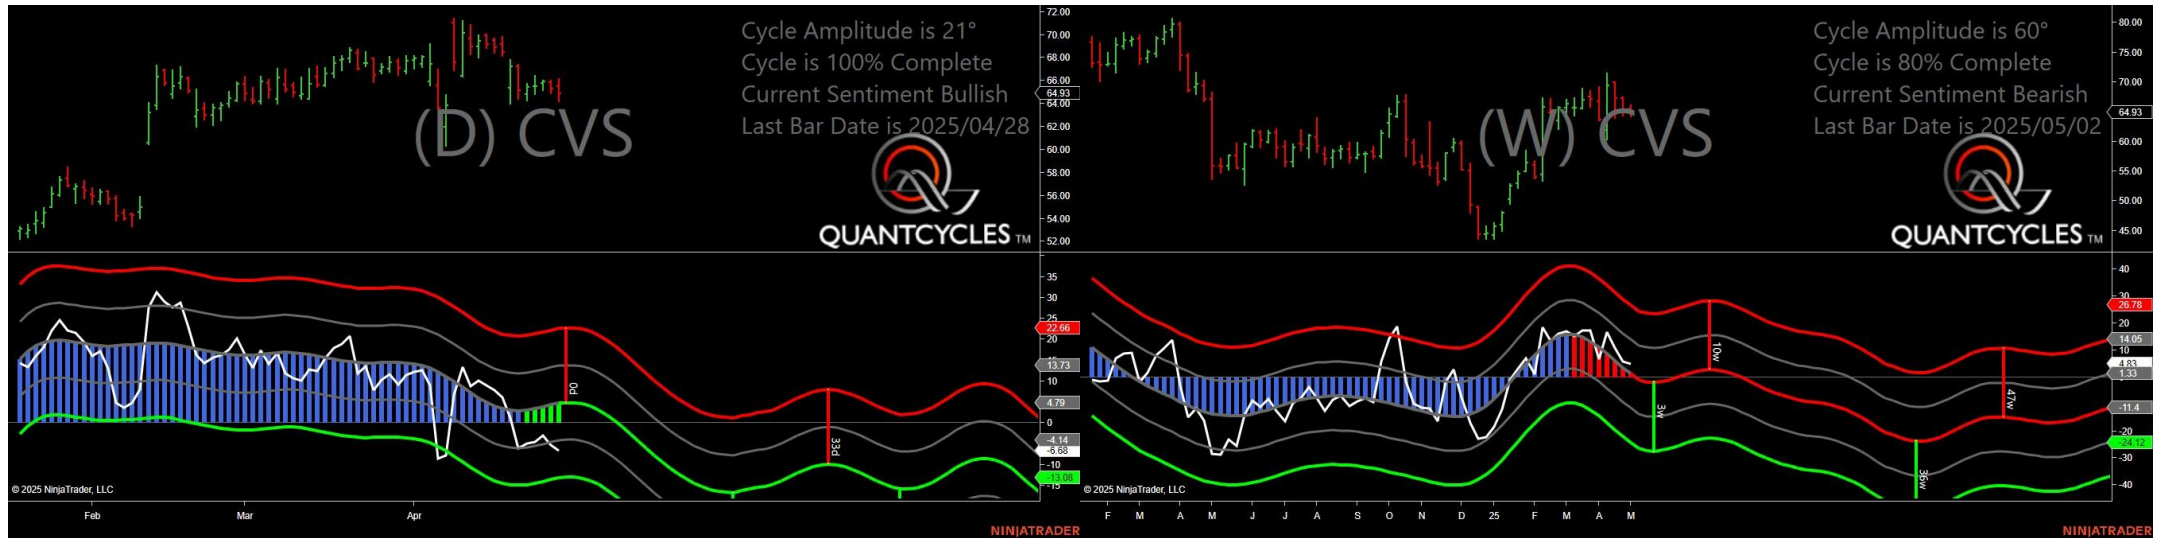 Cycle Amplitude is 21°
Cycle is 100% Complete
Current Sentiment Bullish
Last Bar Date is 2025/04/28
(D) CVS
QUANTCYCLES TM
72.00
70.00
68.00
66.00
64.93
64.00
62.00
60.00
58.00
56.00
54.00
52.00
35
30
25
22.66
20
13.73
10
4.79
0
-4.14
-6.68
-10
-13.08
-15
0d
33d
© 2025 NinjaTrader, LLC
Feb Mar Apr
NINJATRADER
Cycle Amplitude is 60°
Cycle is 80% Complete
Current Sentiment Bearish
Last Bar Date is 2025/05/02
(W) CVS
QUANTCYCLES TM
80.00
75.00
70.00
64.93
60.00
55.00
50.00
45.00
40
30
26.78
20
14.05
10
4.83
1.33
-11.4
-20
-24.12
-30
-40
10w
3w
47w
36w
© 2025 NinjaTrader, LLC
F M A M J J A S O N D 25 F M A M
NINJATRADER